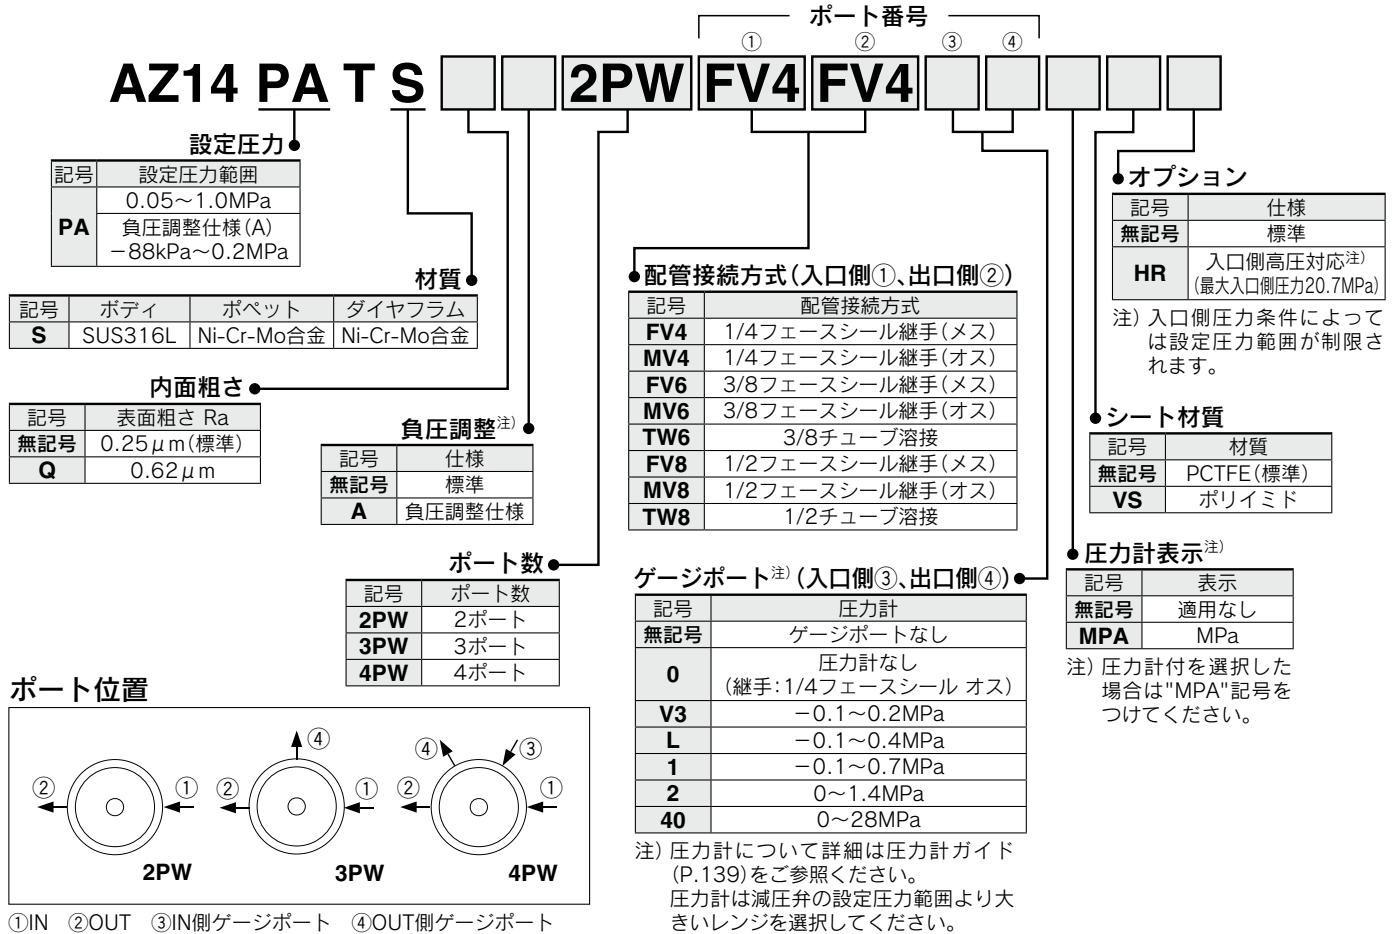 ポート番号
① ② ③ ④
AZ14 PA T S 2PW FV4 FV4
設定圧力
記号 設定圧力範囲
PA 0.05～1.0MPa
負圧調整仕様(A)
－88kPa～0.2MPa
材質
記号 ボディ ポペット ダイヤフラム
S SUS316L Ni-Cr-Mo合金 Ni-Cr-Mo合金
内面粗さ
記号 表面粗さ Ra
無記号 0.25μm(標準)
Q 0.62μm
負圧調整注)
記号 仕様
無記号 標準
A 負圧調整仕様
ポート数
記号 ポート数
2PW 2ポート
3PW 3ポート
4PW 4ポート
ポート位置
② ① ② ④ ① ② ④ ③ ①
2PW 3PW 4PW
①IN ②OUT ③IN側ゲージポート ④OUT側ゲージポート
配管接続方式(入口側①、出口側②)
記号 配管接続方式
FV4 1/4フェースシール継手(メス)
MV4 1/4フェースシール継手(オス)
FV6 3/8フェースシール継手(メス)
MV6 3/8フェースシール継手(オス)
TW6 3/8チューブ溶接
FV8 1/2フェースシール継手(メス)
MV8 1/2フェースシール継手(オス)
TW8 1/2チューブ溶接
ゲージポート注)(入口側③、出口側④)
記号 圧力計
無記号 ゲージポートなし
0 圧力計なし
(継手:1/4フェースシール オス)
V3 －0.1～0.2MPa
L －0.1～0.4MPa
1 －0.1～0.7MPa
2 0～1.4MPa
40 0～28MPa
注) 圧力計について詳細は圧力計ガイド
(P.139)をご参照ください。
圧力計は減圧弁の設定圧力範囲より大
きいレンジを選択してください。
オプション
記号 仕様
無記号 標準
HR 入口側高圧対応注)
(最大入口側圧力20.7MPa)
注) 入口側圧力条件によって
は設定圧力範囲が制限さ
れます。
シート材質
記号 材質
無記号 PCTFE(標準)
VS ポリイミド
圧力計表示注)
記号 表示
無記号 適用なし
MPA MPa
注) 圧力計付を選択した
場合は"MPA"記号を
つけてください。